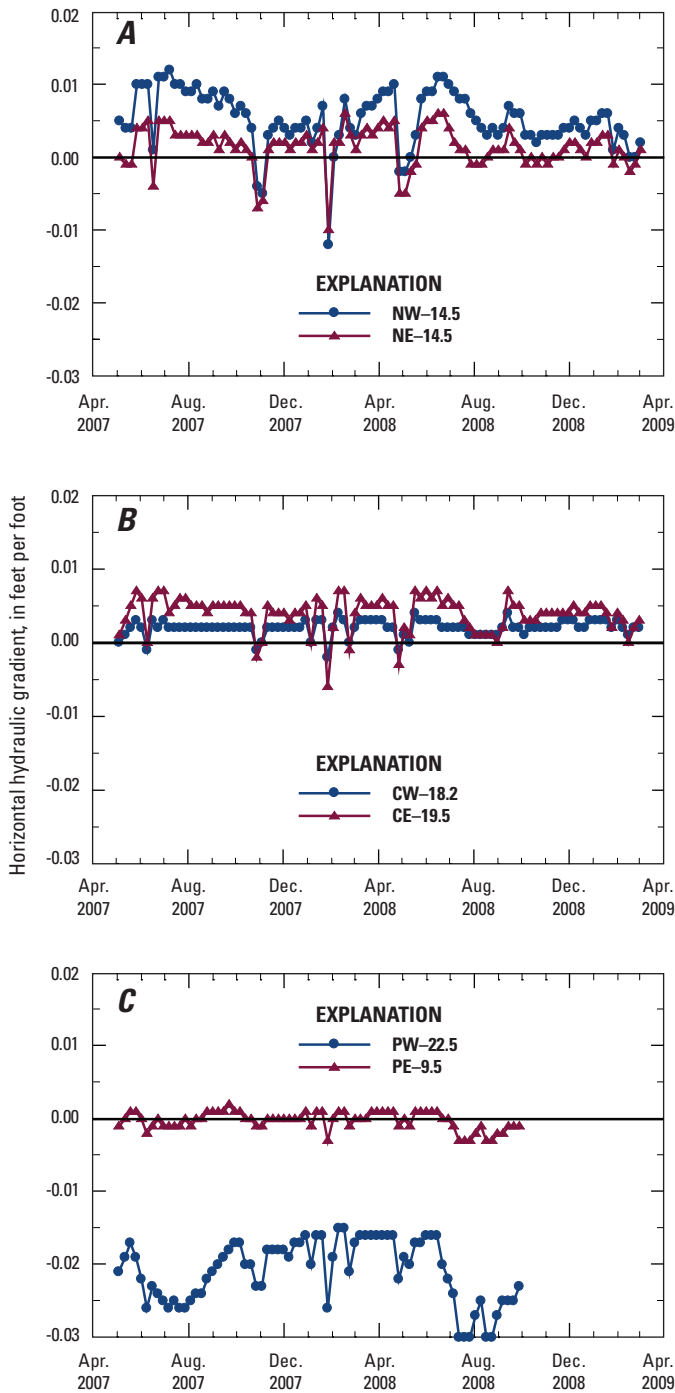 Horizontal hydraulic gradient, in feet per foot
A
0.02
0.01
0.00
-0.01
-0.02
-0.03
EXPLANATION
NW–14.5
NE–14.5
Apr. Aug. Dec. Apr. Aug. Dec. Apr.
2007 2007 2007 2008 2008 2008 2009
B
0.02
0.01
0.00
-0.01
-0.02
-0.03
EXPLANATION
CW–18.2
CE–19.5
Apr. Aug. Dec. Apr. Aug. Dec. Apr.
2007 2007 2007 2008 2008 2008 2009
C
0.02
0.01
0.00
-0.01
-0.02
-0.03
EXPLANATION
PW–22.5
PE–9.5
Apr. Aug. Dec. Apr. Aug. Dec. Apr.
2007 2007 2007 2008 2008 2008 2009